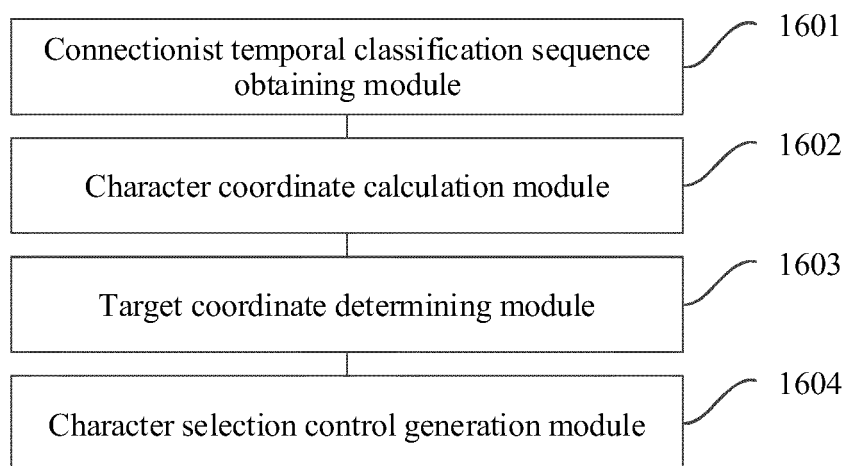 Connectionist temporal classification sequence
obtaining module
1601
Character coordinate calculation module
1602
Target coordinate determining module
1603
Character selection control generation module
1604